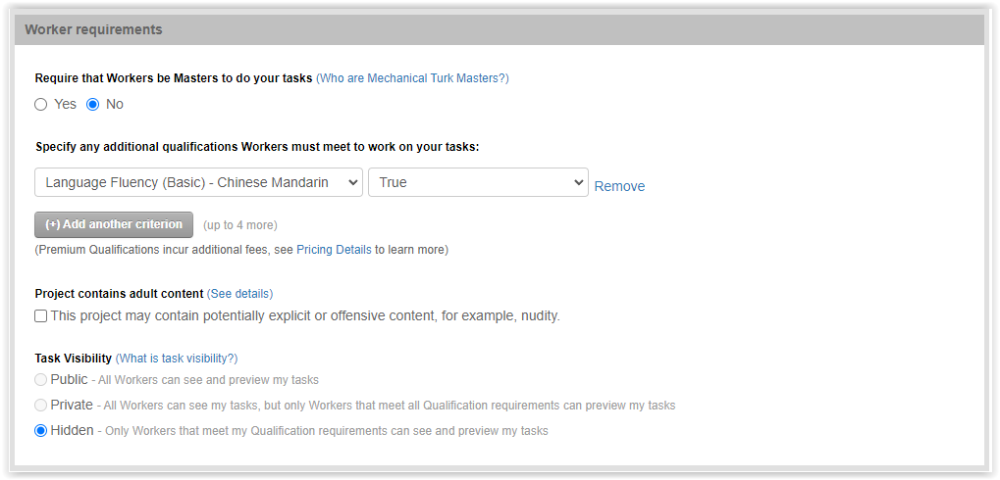 Worker requirements
Require that Workers be Masters to do your tasks (Who are Mechanical Turk Masters?)
Yes No
Specify any additional qualifications Workers must meet to work on your tasks:
Language Fluency (Basic) - Chinese Mandarin True Remove
(+) Add another criterion (up to 4 more)
(Premium Qualifications incur additional fees, see Pricing Details to learn more)
Project contains adult content (See details)
This project may contain potentially explicit or offensive content, for example, nudity.
Task Visibility (What is task visibility?)
Public - All Workers can see and preview my tasks
Private - All Workers can see my tasks, but only Workers that meet all Qualification requirements can preview my tasks
Hidden - Only Workers that meet my Qualification requirements can see and preview my tasks